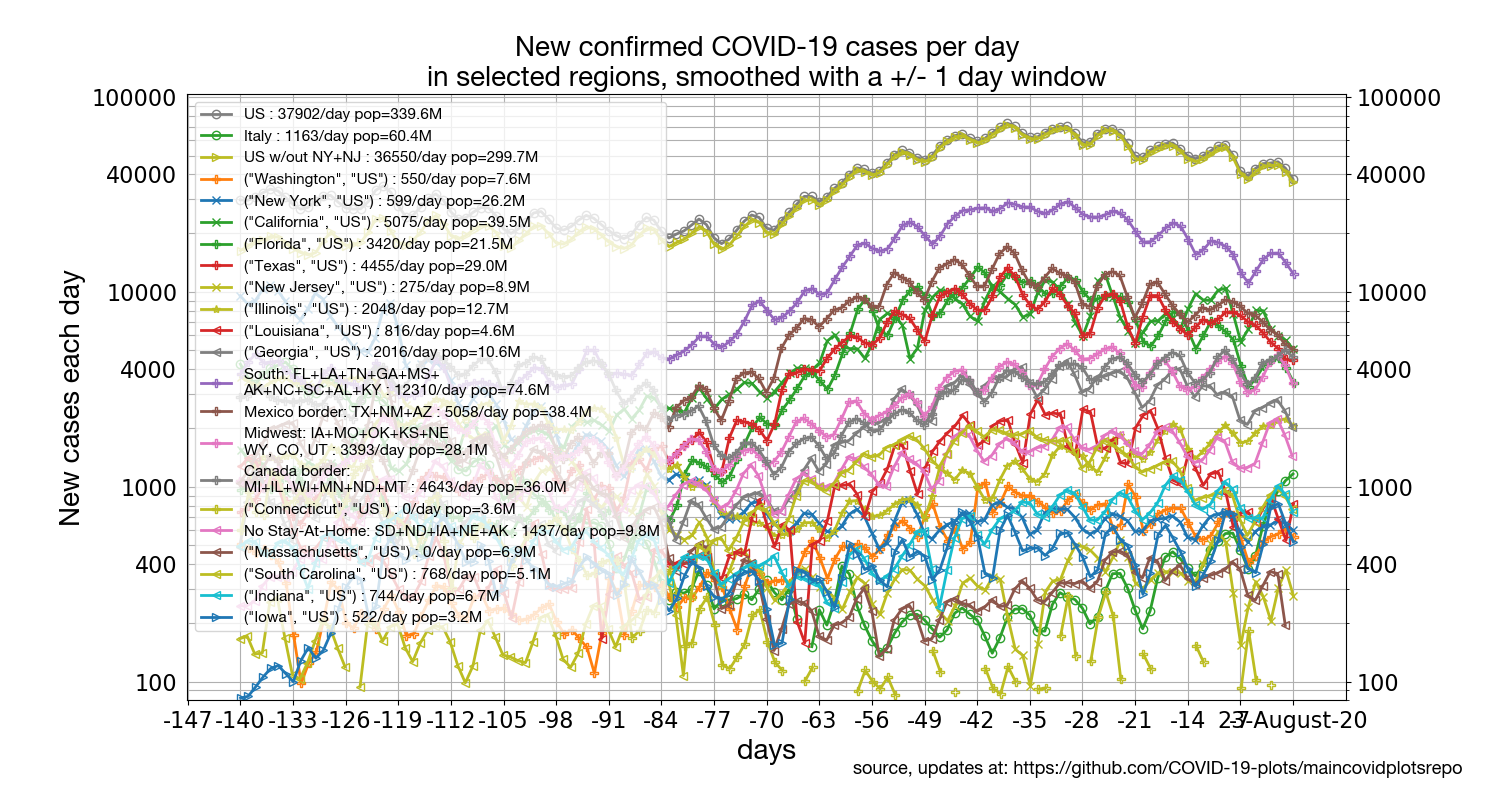 New confirmed COVID-19 cases per day
in selected regions, smoothed with a +/- 1 day window
100000
40000
10000
4000
1000
400
100
New cases each day
US : 37902/day pop=339.6M
Italy : 1163/day pop=60.4M
US w/out NY+NJ : 36550/day pop=299.7M
("Washington", "US") : 550/day pop=7.6M
("New York", "US") : 599/day pop=26.2M
("California", "US") : 5075/day pop=39.5M
("Florida", "US") : 3420/day pop=21.5M
("Texas", "US") : 4455/day pop=29.0M
("New Jersey", "US") : 275/day pop=8.9M
("Illinois", "US") : 2048/day pop=12.7M
("Louisiana", "US") : 816/day pop=4.6M
("Georgia", "US") : 2016/day pop=10.6M
South: FL+LA+TN+GA+MS+
AK+NC+SC+AL+KY : 12310/day pop=74.6M
Mexico border: TX+NM+AZ : 5058/day pop=38.4M
Midwest: IA+MO+OK+KS+NE
WY, CO, UT : 3393/day pop=28.1M
Canada border:
MI+IL+WI+MN+ND+MT : 4643/day pop=36.0M
("Connecticut", "US") : 0/day pop=3.6M
No Stay-At-Home: SD+ND+IA+NE+AK : 1437/day pop=9.8M
("Massachusetts", "US") : 0/day pop=6.9M
("South Carolina", "US") : 768/day pop=5.1M
("Indiana", "US") : 744/day pop=6.7M
("Iowa", "US") : 522/day pop=3.2M
100000
40000
10000
4000
1000
400
100
-147 -140 -133 -126 -119 -112 -105 -98 -91 -84 -77 -70 -63 -56 -49 -42 -35 -28 -21 -14 -7 23-August-20
days
source, updates at: https://github.com/COVID-19-plots/maincovidplotsrepo